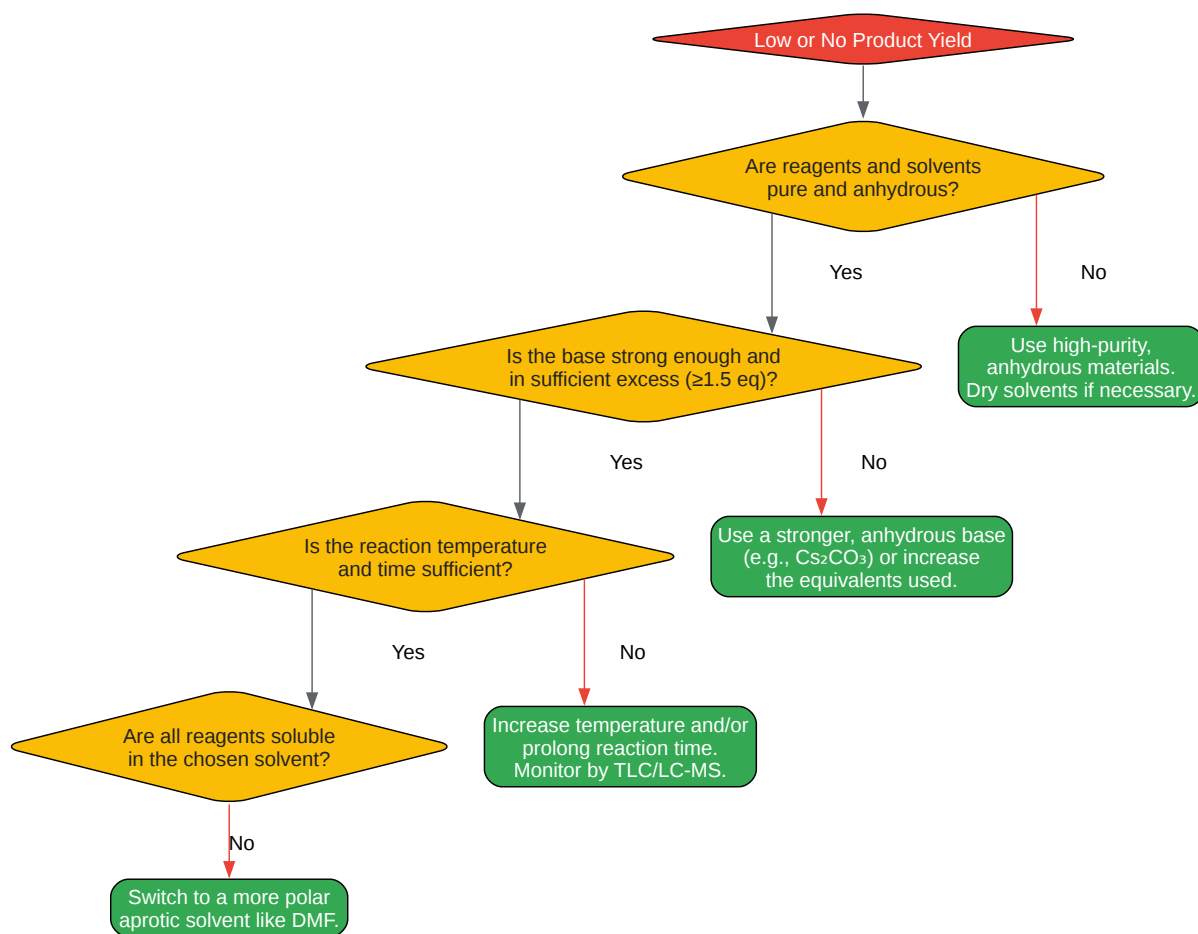 Low or No Product Yield
Are reagents and solvents
pure and anhydrous?
Yes
No
Is the base strong enough and
in sufficient excess (≥1.5 eq)?
Use high-purity,
anhydrous materials.
Dry solvents if necessary.
Yes
No
Is the reaction temperature
and time sufficient?
Use a stronger, anhydrous base
(e.g., Cs₂CO₃) or increase
the equivalents used.
Yes
No
Are all reagents soluble
in the chosen solvent?
Increase temperature and/or
prolong reaction time.
Monitor by TLC/LC-MS.
No
Switch to a more polar
aprotic solvent like DMF.